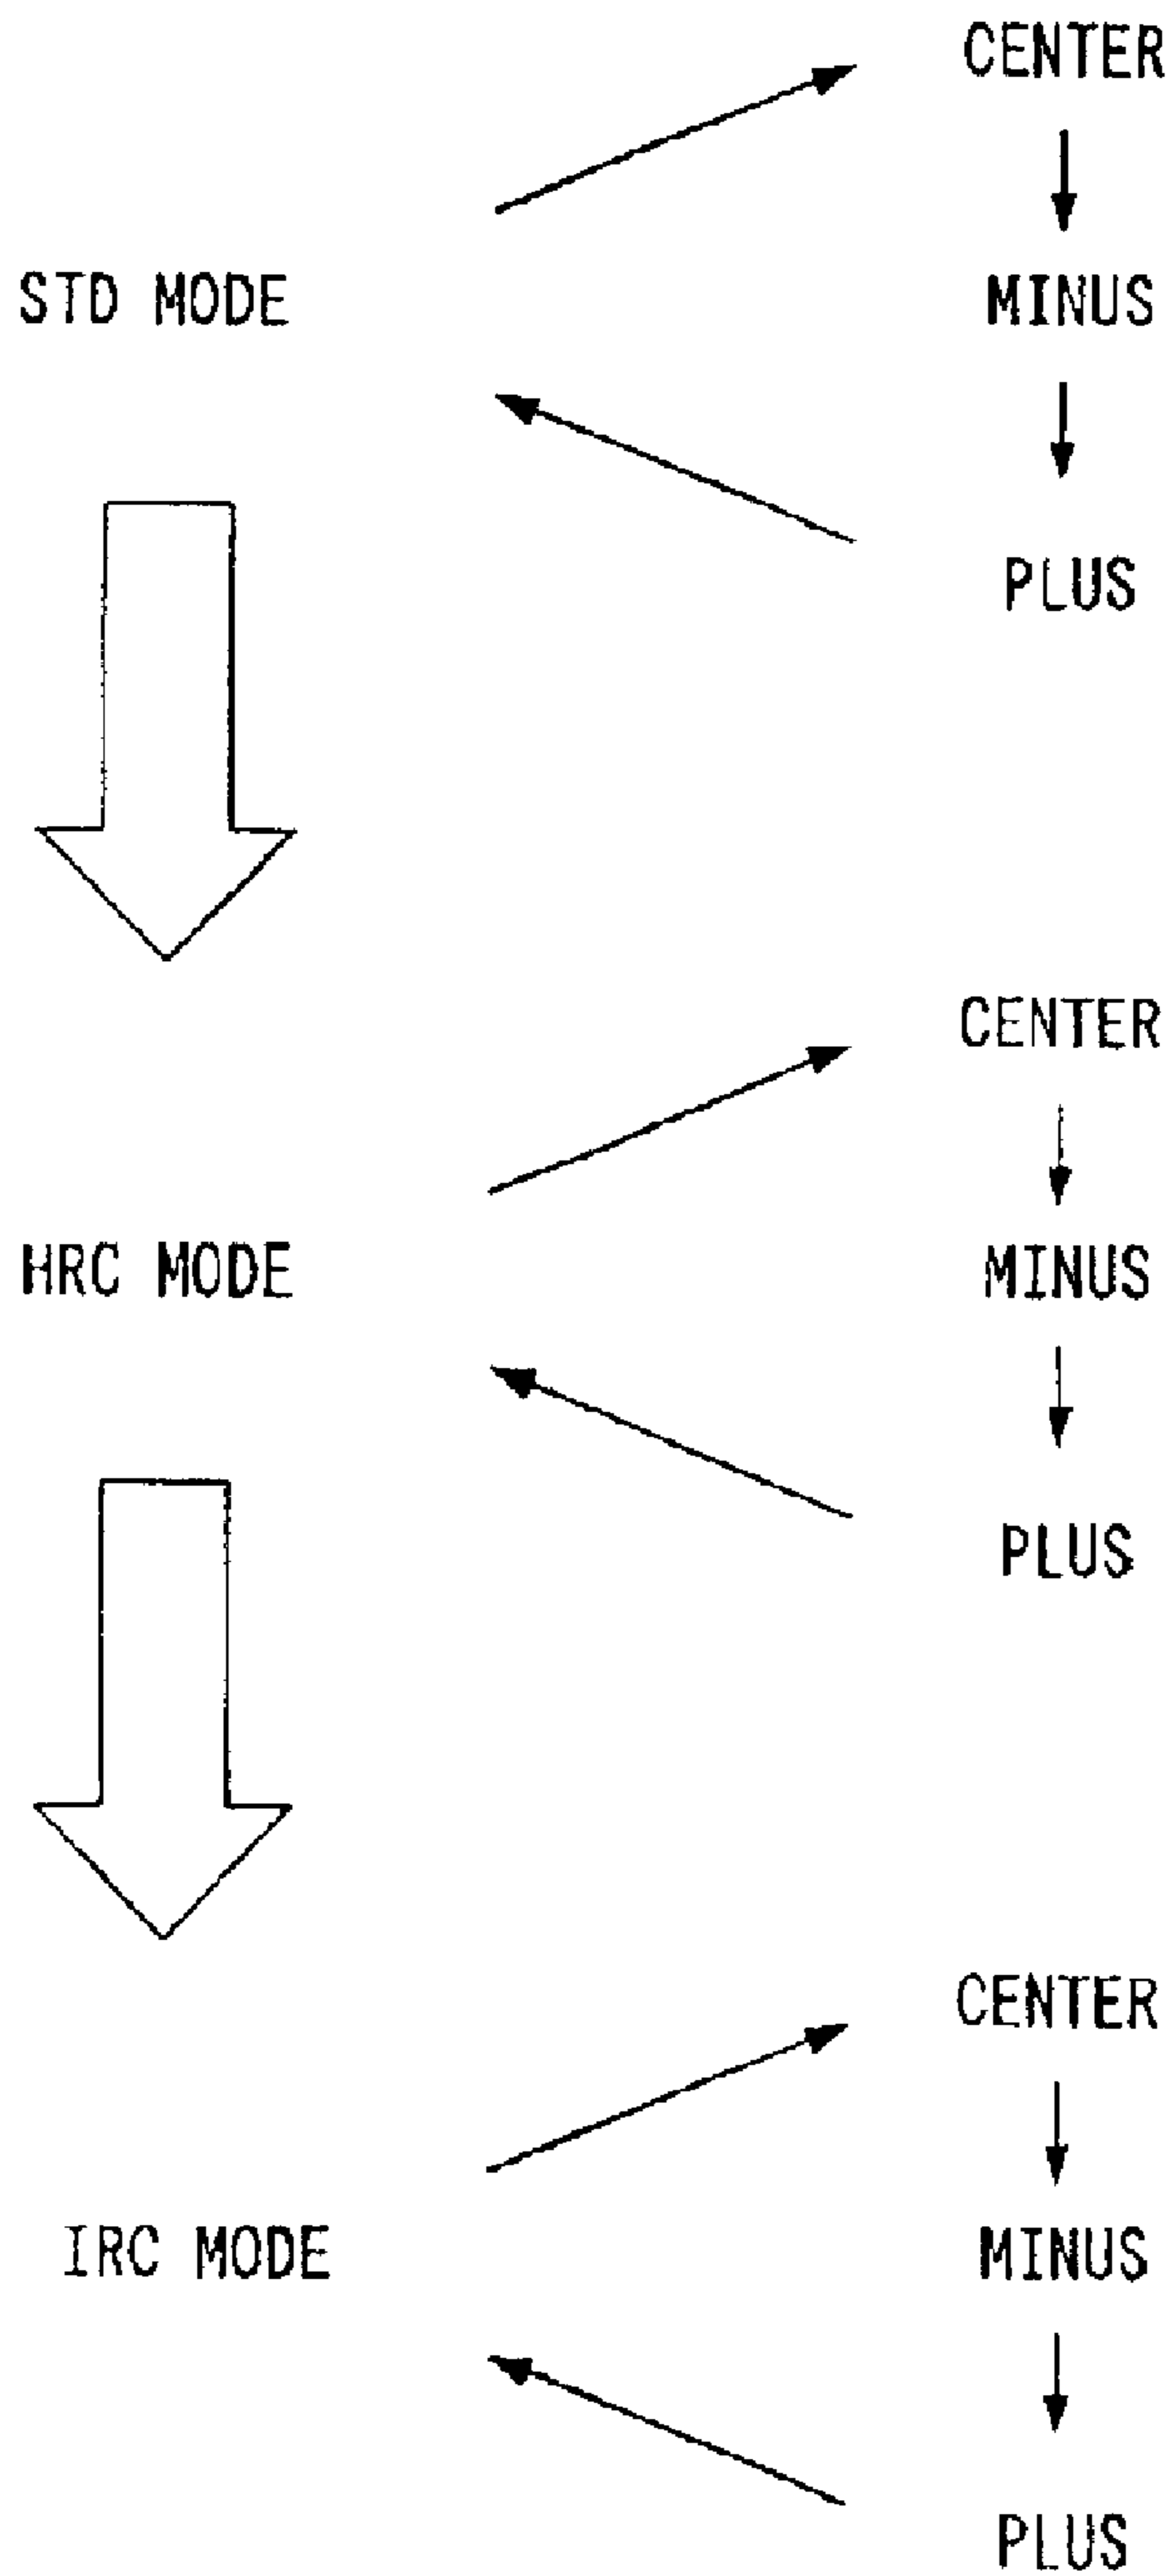 CENTER
STD MODE
MINUS
PLUS
CENTER
HRC MODE
MINUS
PLUS
CENTER
IRC MODE
MINUS
PLUS